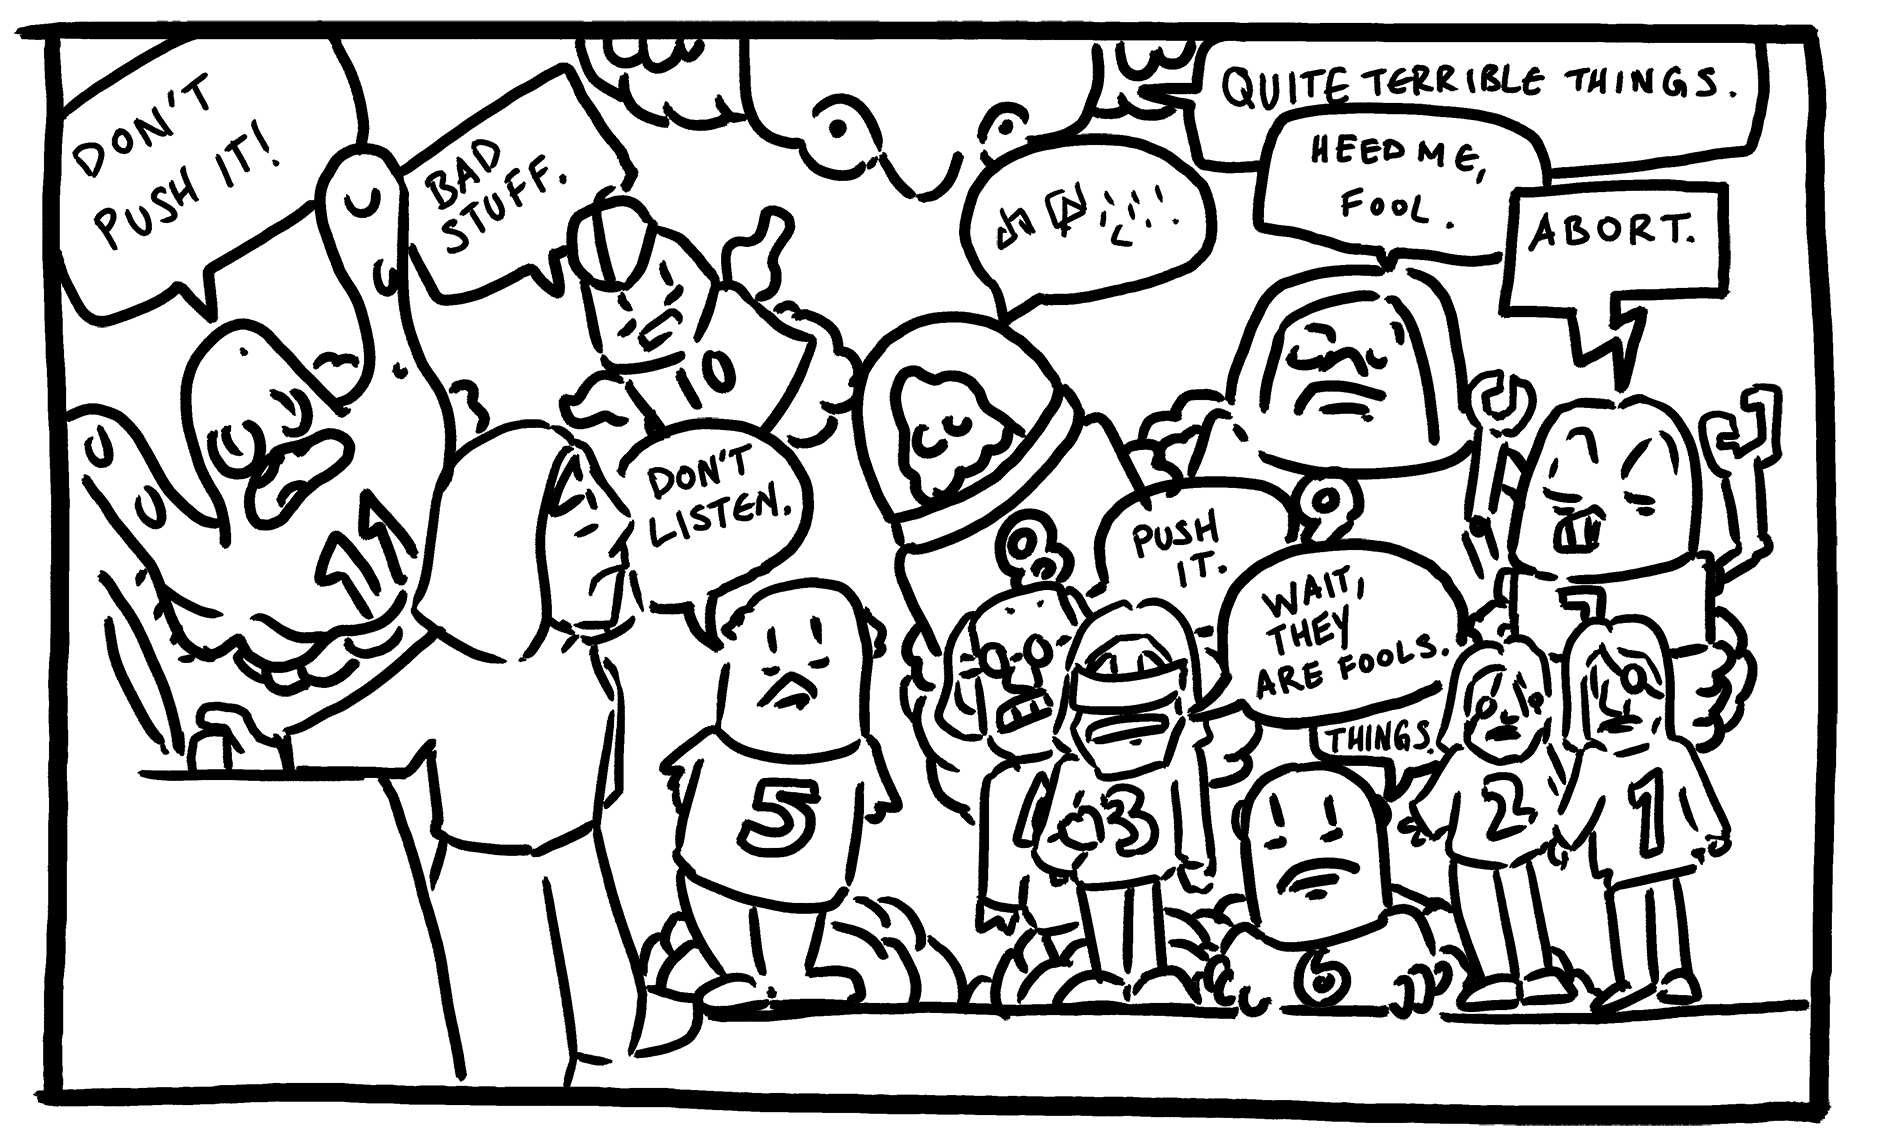 DON'T
PUSH IT!
BAD
STUFF.
QUITE TERRIBLE THINGS.
HEED ME,
FOOL.
ABORT.
DON'T
LISTEN.
PUSH
IT.
WAIT,
THEY
ARE FOOLS.
THINGS.
11
10
9
8
7
5
3
2
1
6